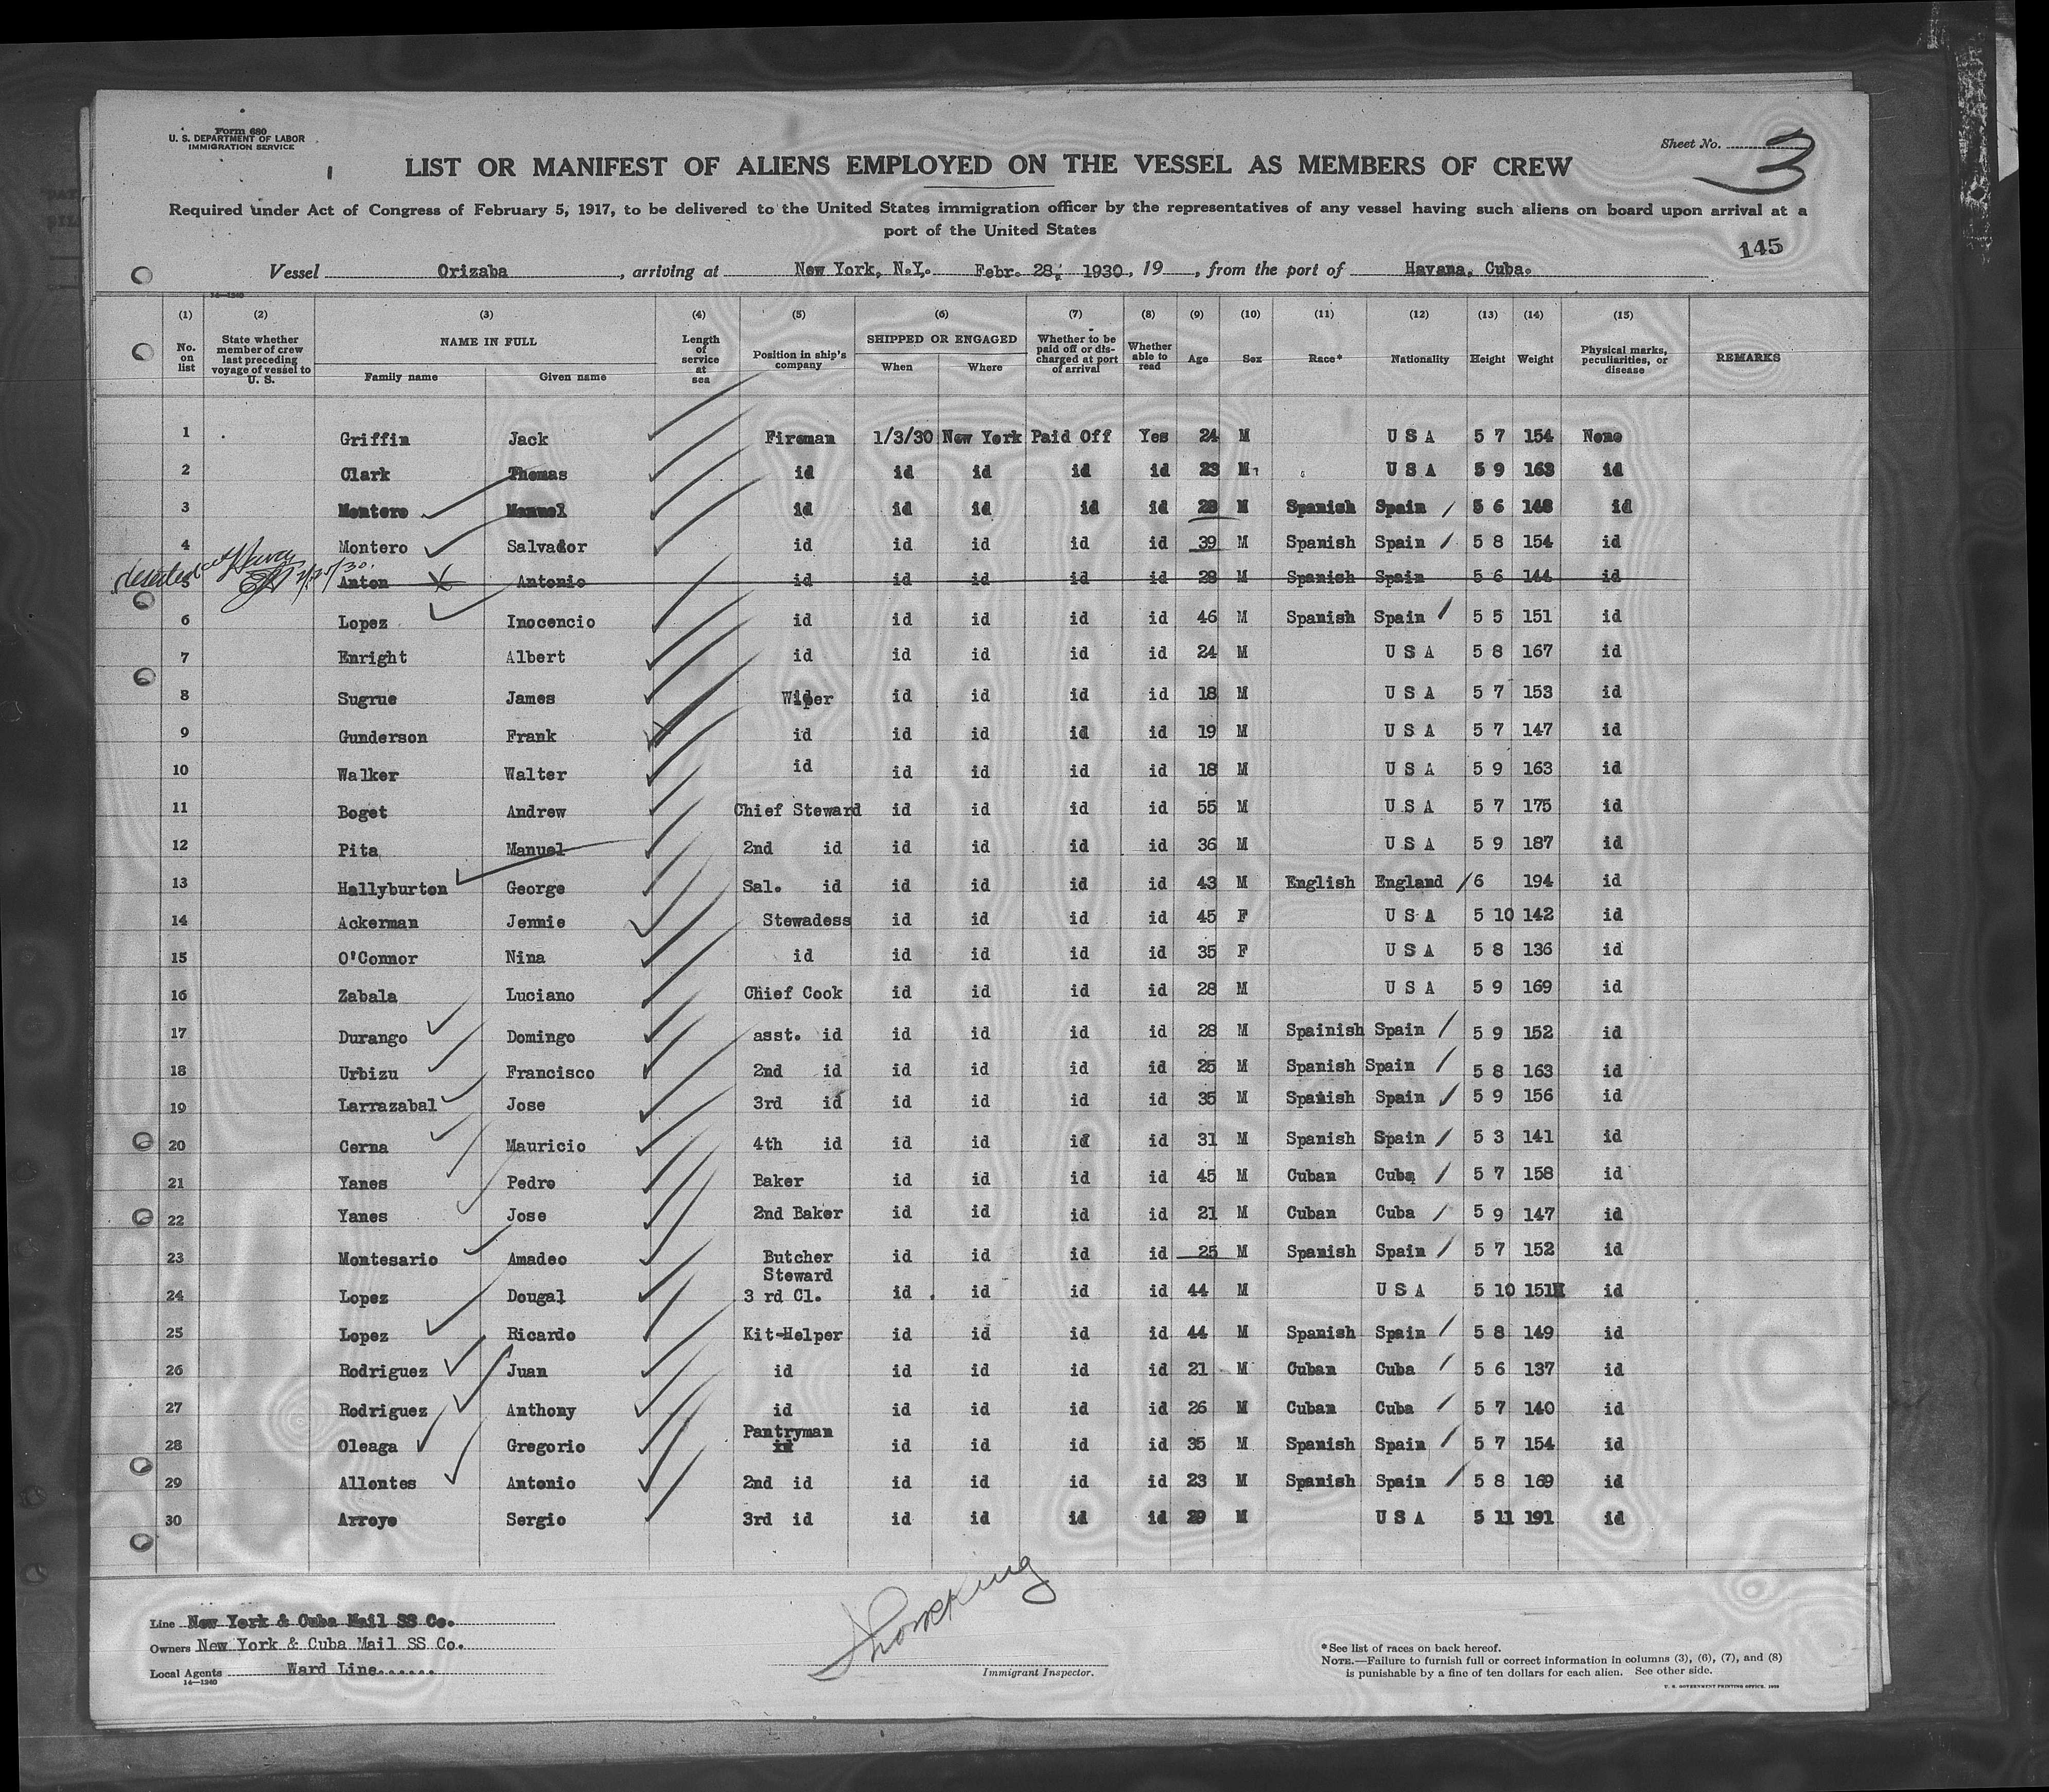 Form 680
U. S. DEPARTMENT OF LABOR
IMMIGRATION SERVICE
Sheet No. 3
LIST OR MANIFEST OF ALIENS EMPLOYED ON THE VESSEL AS MEMBERS OF CREW
Required under Act of Congress of February 5, 1917, to be delivered to the United States immigration officer by the representatives of any vessel having such aliens on board upon arrival at a
port of the United States
145
Vessel Orizaba, arriving at New York, N.Y. Febr. 28, 1930, 19, from the port of Havana, Cuba.
14—1240
(1) (2) (3) (4) (5) (6) (7) (8) (9) (10) (11) (12) (13) (14) (15)
No. on list State whether member of crew last preceding voyage of vessel to U. S. NAME IN FULL Family name Given name Length of service at sea Position in ship's company SHIPPED OR ENGAGED When Where Whether to be paid off or discharged at port of arrival Whether able to read Age Sex Race* Nationality Height Weight Physical marks, peculiarities, or disease REMARKS
1 Griffin Jack Fireman 1/3/30 New York Paid Off Yes 24 M U S A 5 7 154 None
2 Clark Thomas id id id id id 23 M U S A 5 9 163 id
3 Montero Manuel id id id id id 28 M Spanish Spain 5 6 148 id
4 Montero Salvador id id id id id 39 M Spanish Spain 5 8 154 id
deserted at Havana 2/25/30.
5 Anton Antonio id id id id id 29 M Spanish Spain 5 6 144 id
6 Lopez Inocencio id id id id id 46 M Spanish Spain 5 5 151 id
7 Enright Albert id id id id id 24 M U S A 5 8 167 id
8 Sugrue James Wiper id id id id 18 M U S A 5 7 153 id
9 Gunderson Frank id id id id id 19 M U S A 5 7 147 id
10 Walker Walter id id id id id 18 M U S A 5 9 163 id
11 Boget Andrew Chief Steward id id id id 55 M U S A 5 7 175 id
12 Pita Manuel 2nd id id id id id 36 M U S A 5 9 187 id
13 Hallyburton George Sal. id id id id id 43 M English England 6 194 id
14 Ackerman Jennie Stewadess id id id id 45 F U S A 5 10 142 id
15 O'Connor Nina id id id id id 35 F U S A 5 8 136 id
16 Zabala Luciano Chief Cook id id id id 28 M U S A 5 9 169 id
17 Durango Domingo asst. id id id id id 28 M Spainish Spain 5 9 152 id
18 Urbizu Francisco 2nd id id id id id 25 M Spanish Spain 5 8 163 id
19 Larrazabal Jose 3rd id id id id id 35 M Spanish Spain 5 9 156 id
20 Cerna Mauricio 4th id id id id id 31 M Spanish Spain 5 3 141 id
21 Yanes Pedro Baker id id id id 45 M Cuban Cuba 5 7 158 id
22 Yanes Jose 2nd Baker id id id id 21 M Cuban Cuba 5 9 147 id
23 Montesario Amadeo Butcher id id id id 25 M Spanish Spain 5 7 152 id
24 Lopez Dougal Steward 3 rd Cl. id id id id 44 M U S A 5 10 151 id
25 Lopez Ricardo Kit-Helper id id id id 44 M Spanish Spain 5 8 149 id
26 Rodriguez Juan id id id id id 21 M Cuban Cuba 5 6 137 id
27 Rodriguez Anthony id id id id id 26 M Cuban Cuba 5 7 140 id
28 Oleaga Gregorio Pantryman id id id id 35 M Spanish Spain 5 7 154 id
29 Allontes Antonio 2nd id id id id id 23 M Spanish Spain 5 8 169 id
30 Arroyo Sergio 3rd id id id id id 29 M U S A 5 11 191 id
Line New York & Cuba Mail SS Co.
Owners New York & Cuba Mail SS Co.
Local Agents Ward Line......
14—1240
Immigrant Inspector.
*See list of races on back hereof.
NOTE.—Failure to furnish full or correct information in columns (3), (6), (7), and (8)
is punishable by a fine of ten dollars for each alien. See other side.
U. S. GOVERNMENT PRINTING OFFICE: 1928